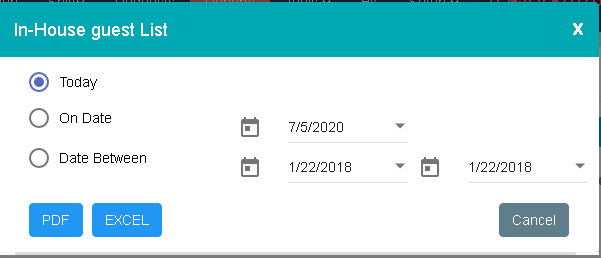 In-House guest List X
Today
On Date 7/5/2020
Date Between 1/22/2018 1/22/2018
PDF EXCEL Cancel